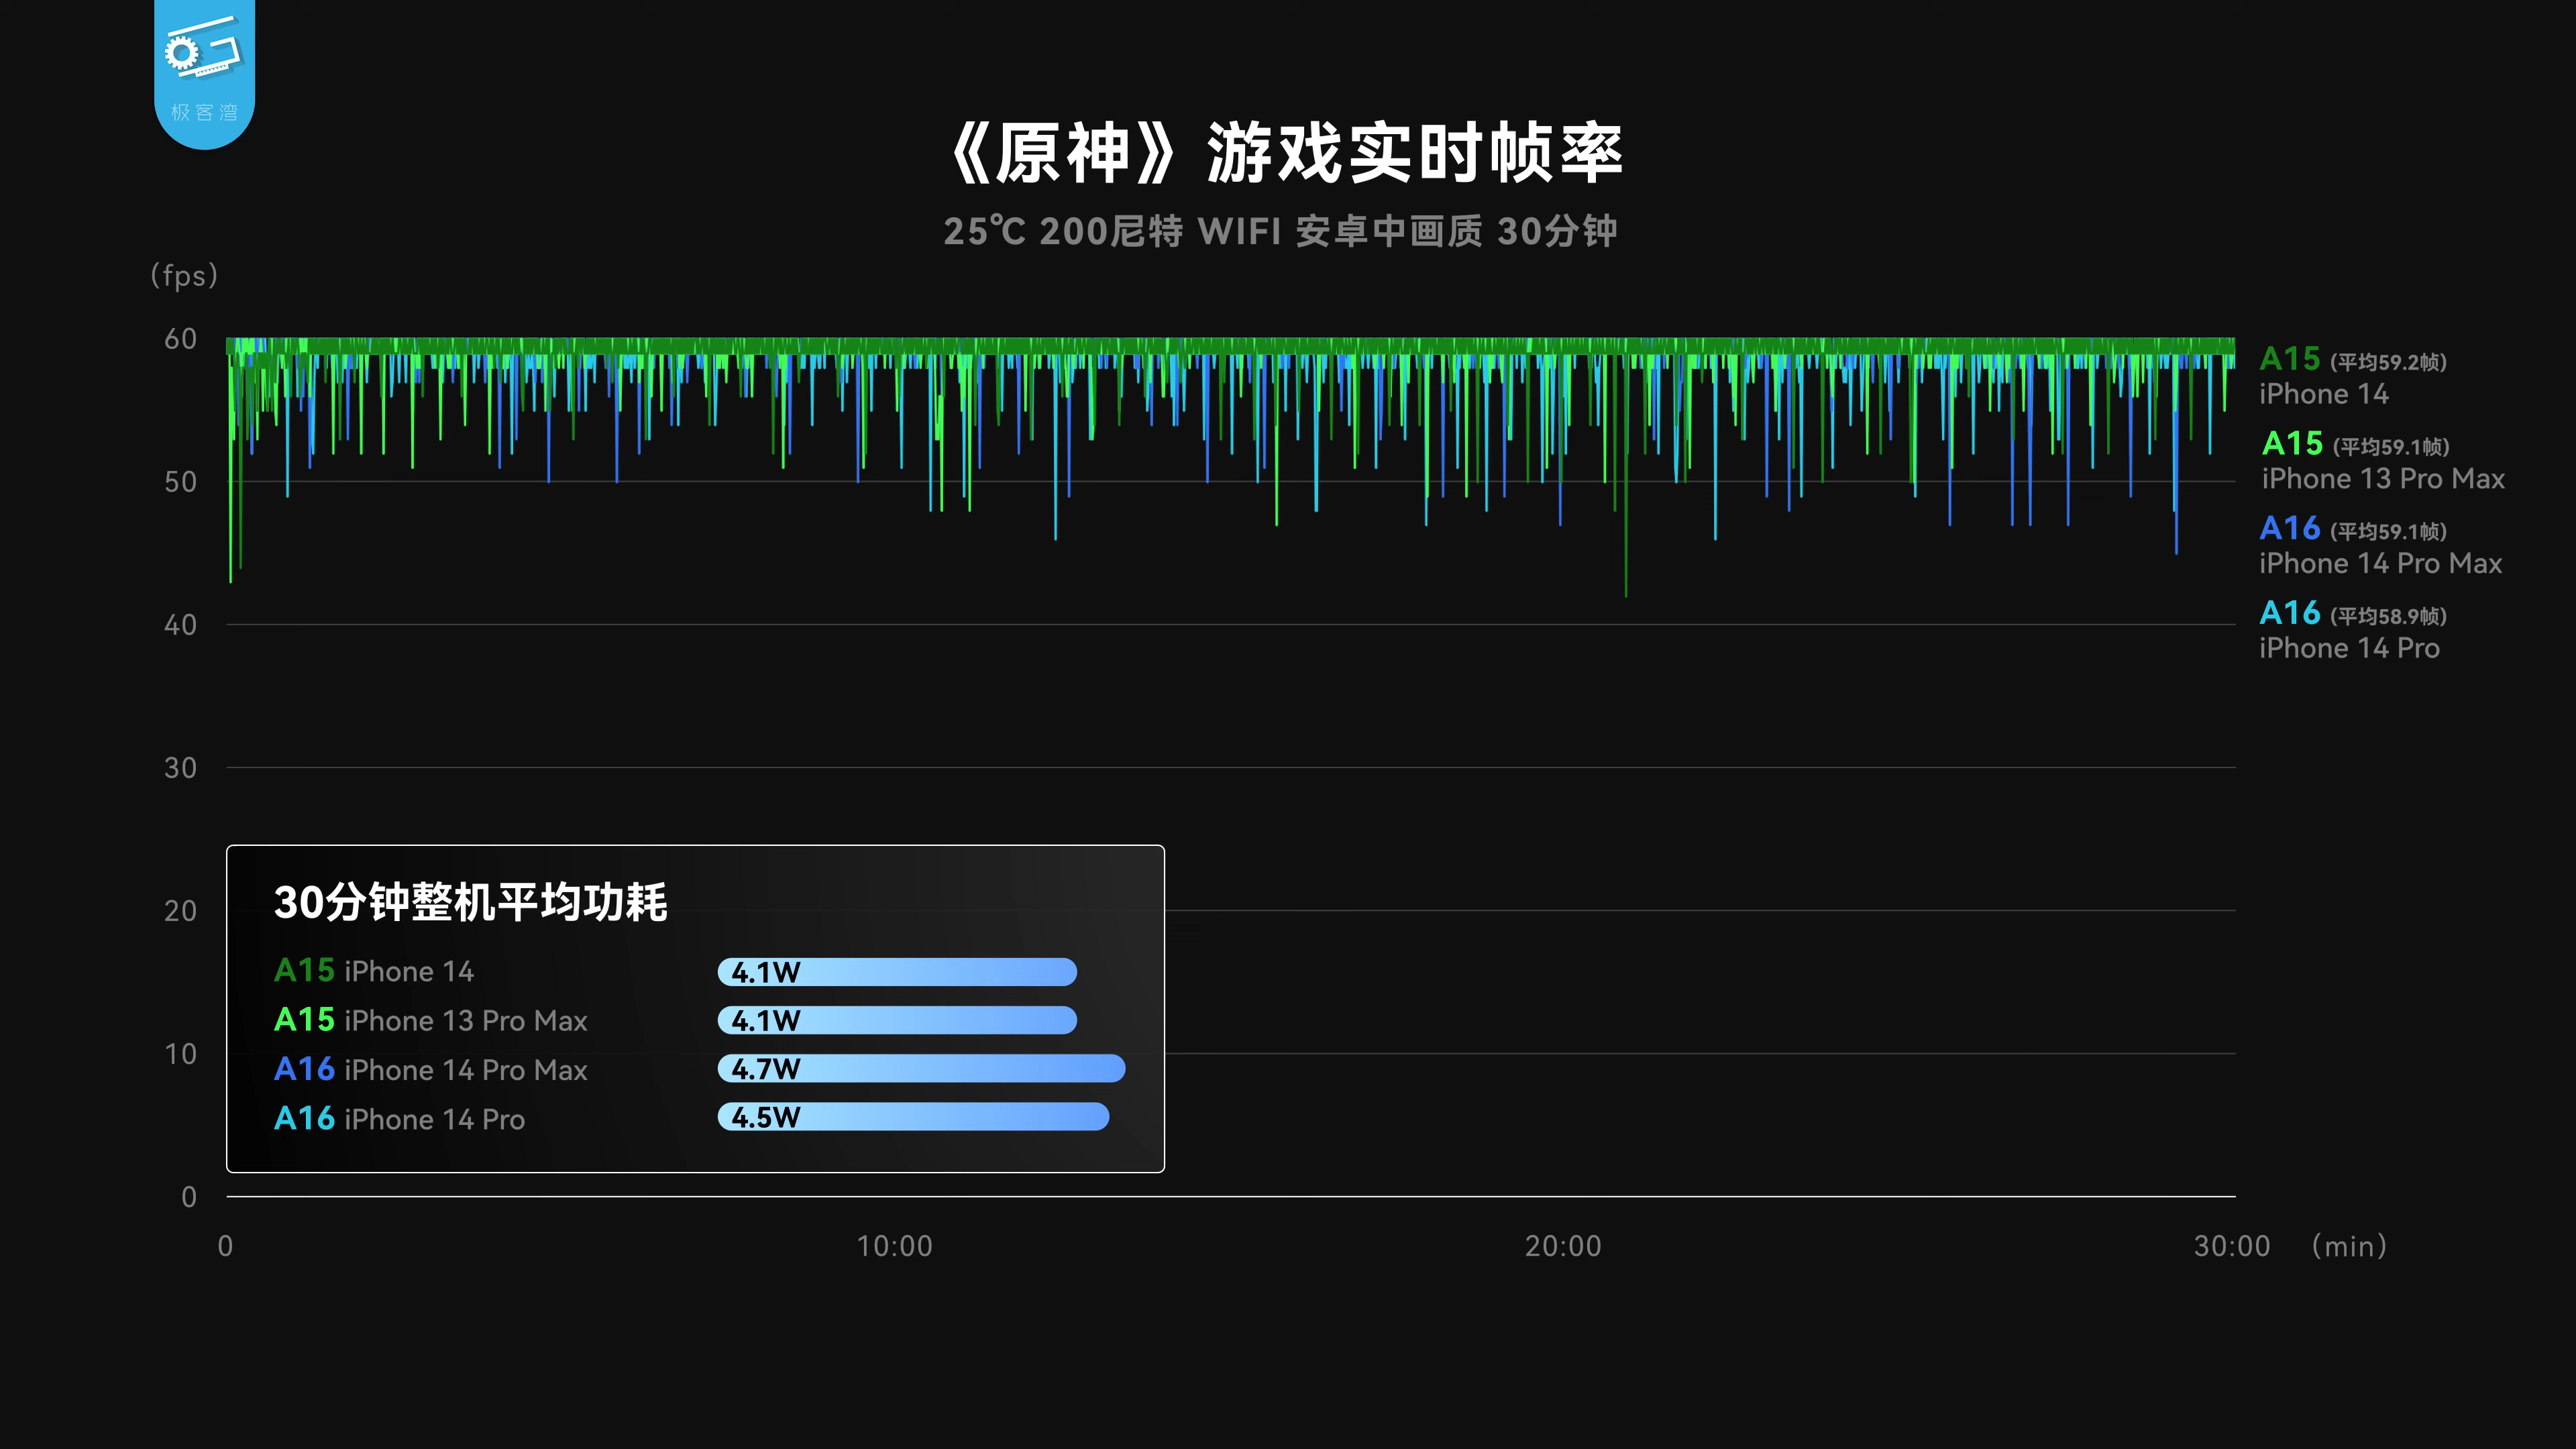 极客湾
《原神》游戏实时帧率
25℃ 200尼特 WIFI 安卓中画质 30分钟
(fps)
60
50
40
30
20
10
0
A15 (平均59.2帧)
iPhone 14
A15 (平均59.1帧)
iPhone 13 Pro Max
A16 (平均59.1帧)
iPhone 14 Pro Max
A16 (平均58.9帧)
iPhone 14 Pro
30分钟整机平均功耗
A15 iPhone 14 4.1W
A15 iPhone 13 Pro Max 4.1W
A16 iPhone 14 Pro Max 4.7W
A16 iPhone 14 Pro 4.5W
0 10:00 20:00 30:00 (min)